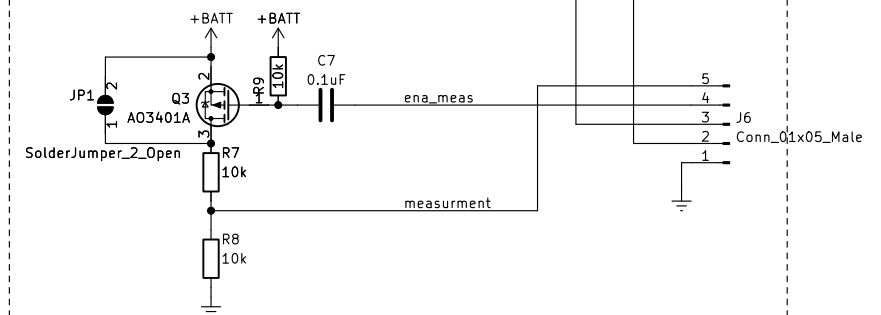 +BATT +BATT
C7
0.1uF
10k
R9
2
2
JP1
Q3
AO3401A
1
1
3
SolderJumper_2_Open
R7
10k
ena_meas
measurment
R8
10k
5
4
3
2
1
J6
Conn_01x05_Male